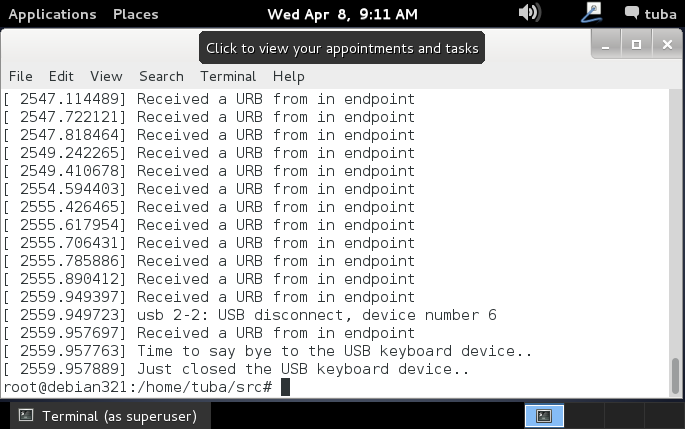 Applications Places Wed Apr 8, 9:11 AM tuba
Click to view your appointments and tasks
File Edit View Search Terminal Help
[ 2547.114489] Received a URB from in endpoint
[ 2547.722121] Received a URB from in endpoint
[ 2547.818464] Received a URB from in endpoint
[ 2549.242265] Received a URB from in endpoint
[ 2549.410678] Received a URB from in endpoint
[ 2554.594403] Received a URB from in endpoint
[ 2555.426465] Received a URB from in endpoint
[ 2555.617954] Received a URB from in endpoint
[ 2555.706431] Received a URB from in endpoint
[ 2555.785886] Received a URB from in endpoint
[ 2555.890412] Received a URB from in endpoint
[ 2559.949397] Received a URB from in endpoint
[ 2559.949723] usb 2-2: USB disconnect, device number 6
[ 2559.957697] Received a URB from in endpoint
[ 2559.957763] Time to say bye to the USB keyboard device..
[ 2559.957889] Just closed the USB keyboard device..
root@debian321:/home/tuba/src#
Terminal (as superuser)